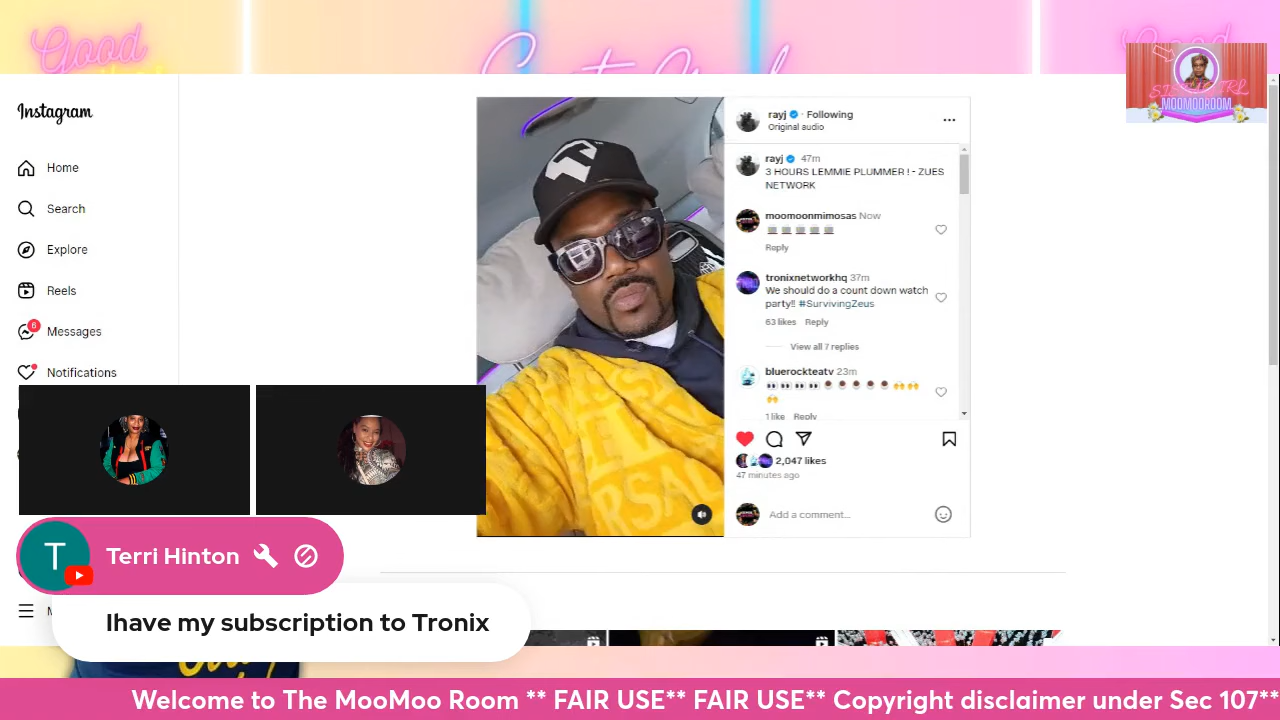 Good
Good
Instagram
Home
Search
Explore
Reels
6
Messages
Notifications
rayj · Following
Original audio
rayj 47m
3 HOURS LEMMIE PLUMMER ! - ZUES
NETWORK
moomoonmimosas Now
Reply
tronixnetworkhq 37m
We should do a count down watch
party!! #SurvivingZeus
63 likes Reply
View all 7 replies
bluerockteatv 23m
1 like Reply
2,047 likes
47 minutes ago
Add a comment...
MOOMOOROOM
T
Terri Hinton
Ihave my subscription to Tronix
Welcome to The MooMoo Room ** FAIR USE** FAIR USE** Copyright disclaimer under Sec 107**